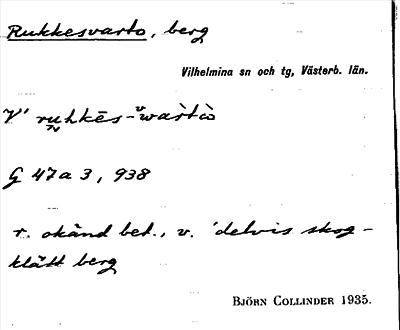 Rukkesvarto, berg
Vilhelmina sn och tg, Västerb. län.
V' ruhkēs-wàrtò
G 47a 3, 938
r. okänd bet., v. 'delvis skog-
klätt berg
BJÖRN COLLINDER 1935.